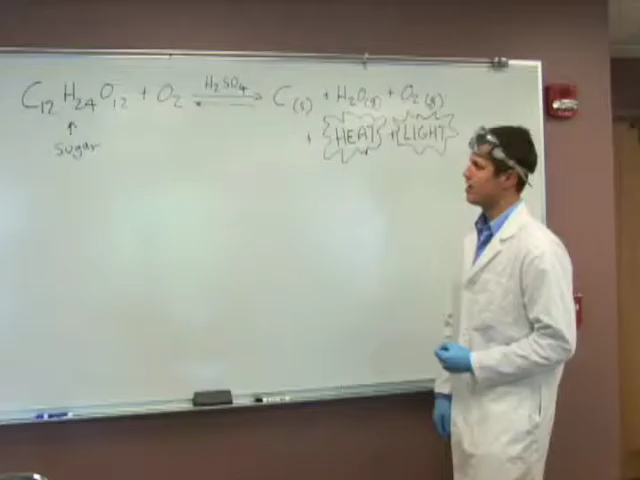 C₁₂H₂₄O₁₂ + O₂ ⇌ H₂SO₄ C₍ₛ₎ + H₂O(g) + O₂(g)
+ HEAT + LIGHT
↑
sugar